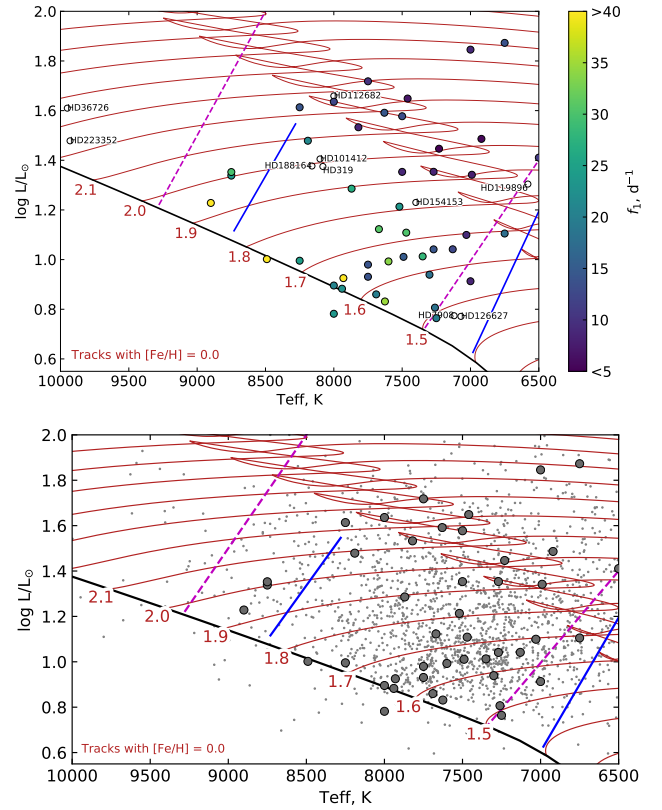 2.0
1.8
1.6
1.4
1.2
1.0
0.8
0.6
log L/L⊙
HD36726
HD223352
HD112682
HD101412
HD188164
HD319
HD119896
HD154153
HD126627
2.1
2.0
1.9
1.8
1.7
1.6
1.5
Tracks with [Fe/H] = 0.0
10000 9500 9000 8500 8000 7500 7000 6500
Teff, K
>40
35
30
25
20
15
10
<5
f₁, d⁻¹
2.0
1.8
1.6
1.4
1.2
1.0
0.8
0.6
log L/L⊙
2.1
2.0
1.9
1.8
1.7
1.6
1.5
Tracks with [Fe/H] = 0.0
10000 9500 9000 8500 8000 7500 7000 6500
Teff, K